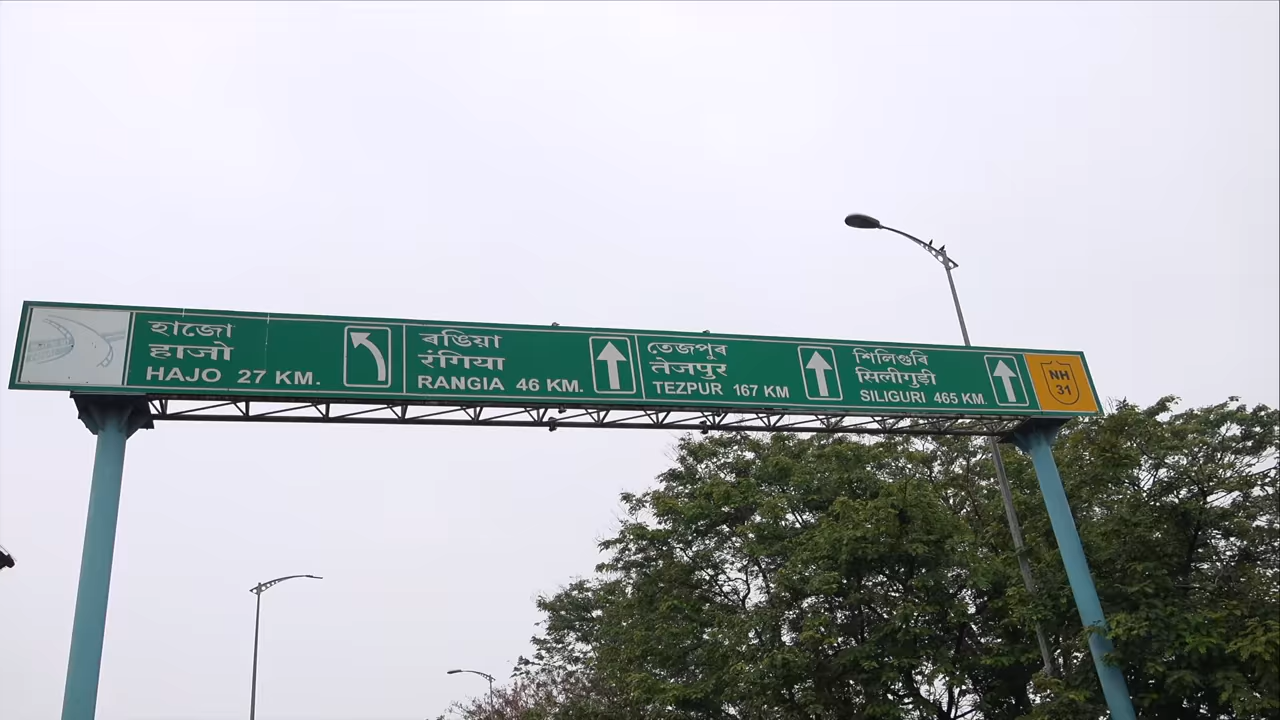 হাজো
हाजो
HAJO 27 KM.
ৰঙিয়া
रंगिया
RANGIA 46 KM.
তেজপুৰ
तेजपुर
TEZPUR 167 KM
শিলিগুৰি
सिलीगुड़ी
SILIGURI 465 KM.
NH
31